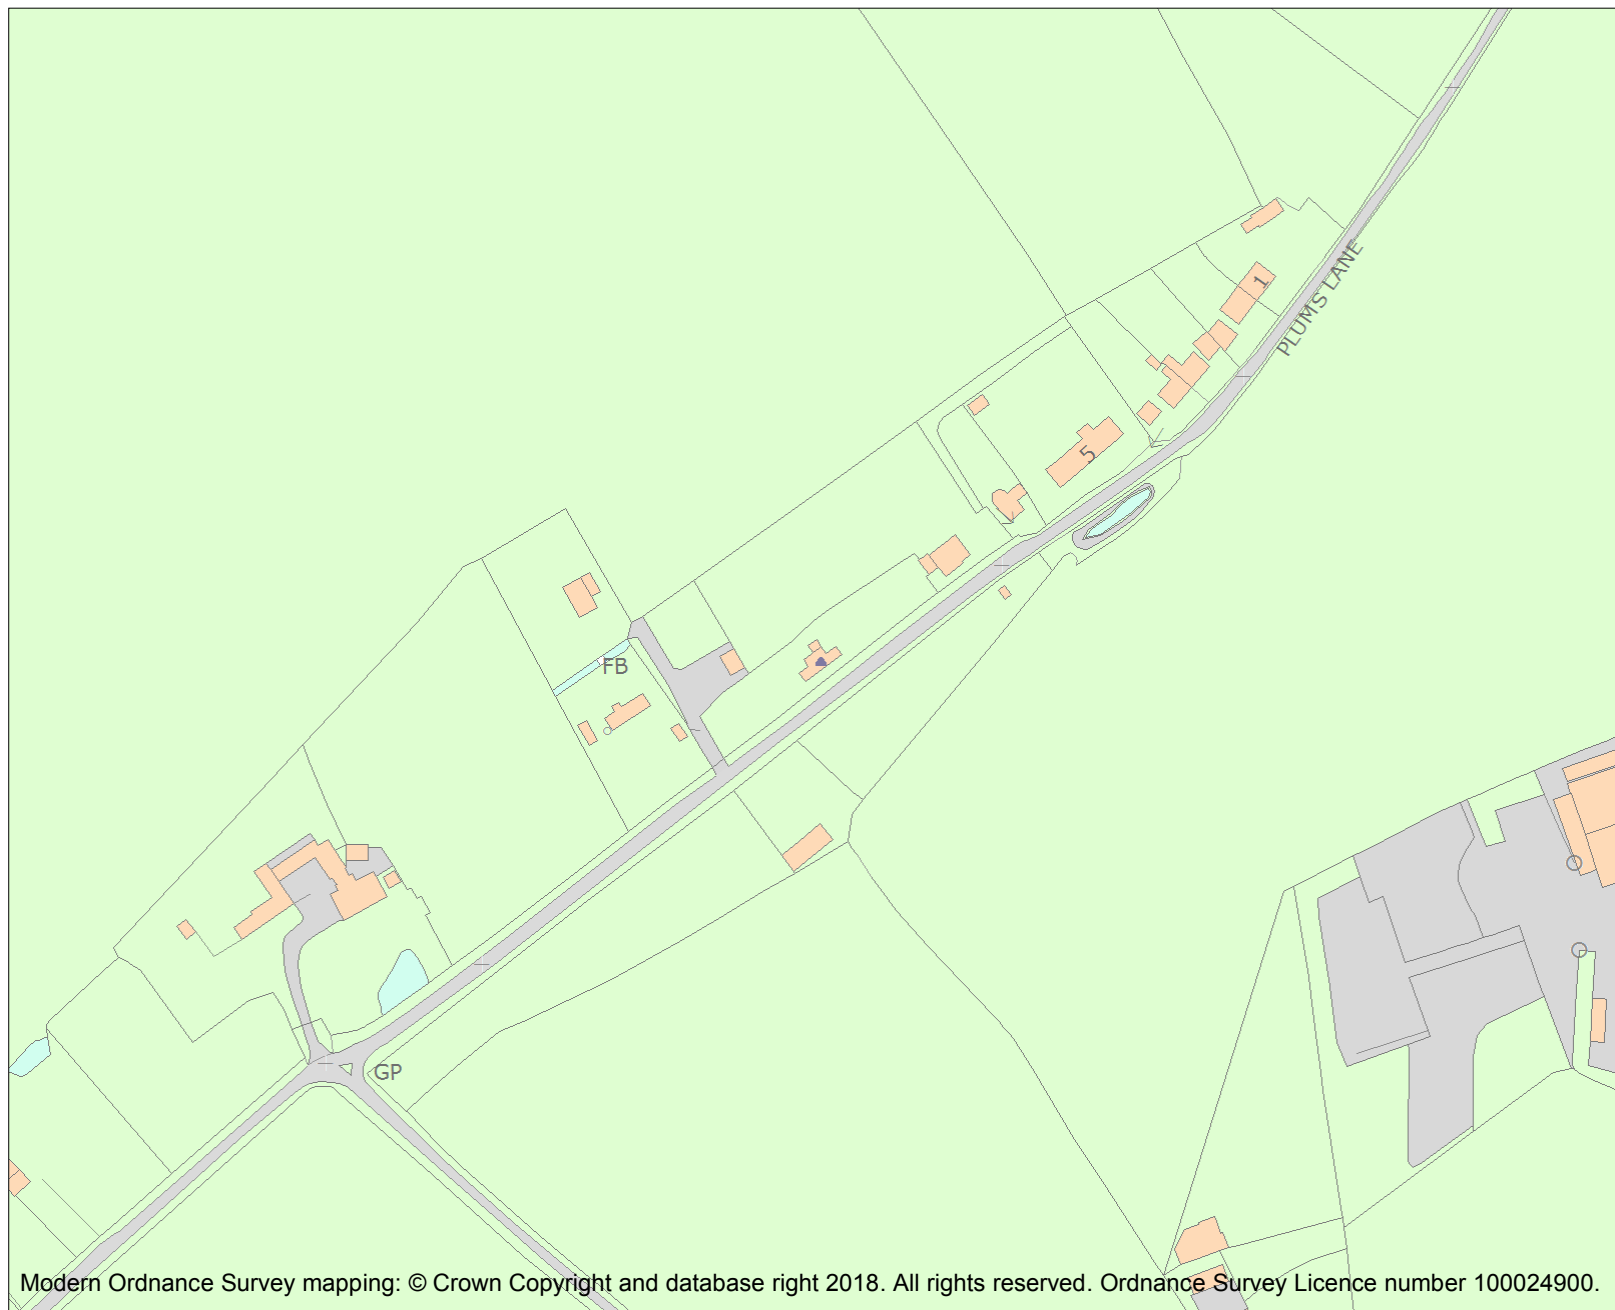 PLUMS LANE
1
5
FB
GP
Modern Ordnance Survey mapping: © Crown Copyright and database right 2018. All rights reserved. Ordnance Survey Licence number 100024900.